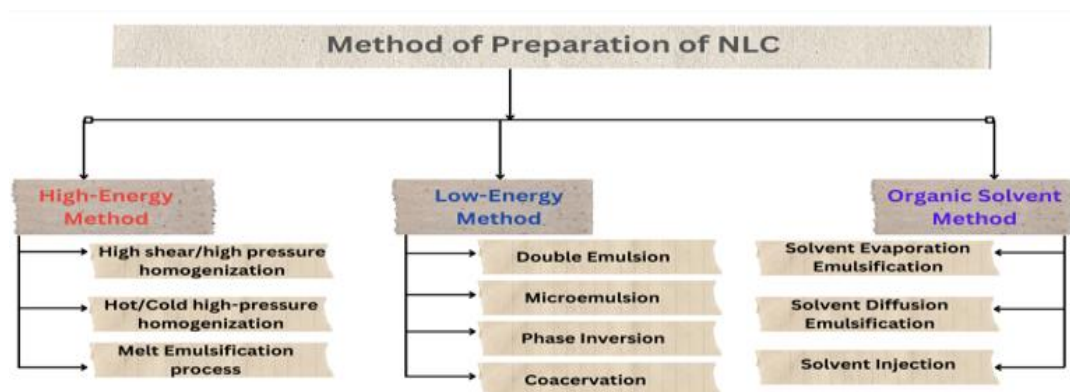 Method of Preparation of NLC
High-Energy
Method
High shear/high pressure
homogenization
Hot/Cold high-pressure
homogenization
Melt Emulsification
process
Low-Energy
Method
Double Emulsion
Microemulsion
Phase Inversion
Coacervation
Organic Solvent
Method
Solvent Evaporation
Emulsification
Solvent Diffusion
Emulsification
Solvent Injection